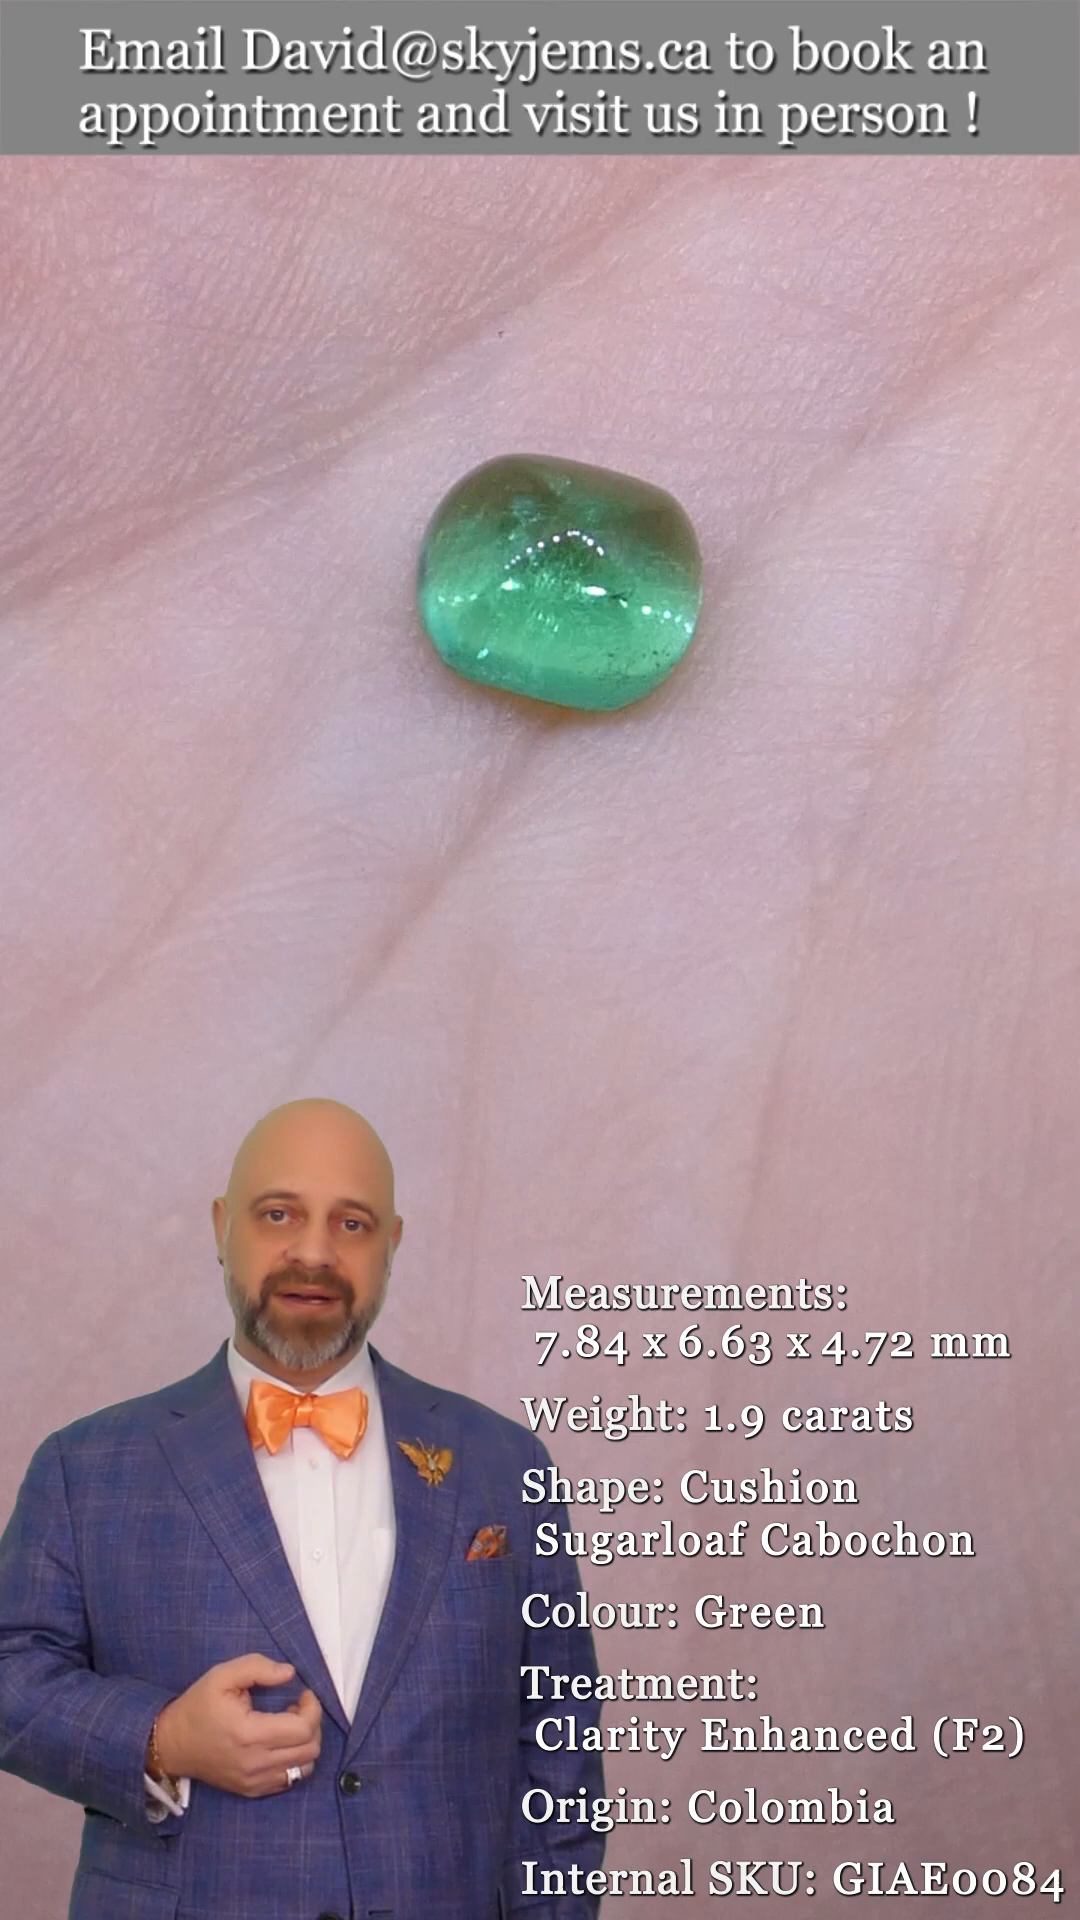 Email David@skyjems.ca to book an
appointment and visit us in person !
Measurements:
7.84 x 6.63 x 4.72 mm
Weight: 1.9 carats
Shape: Cushion
Sugarloaf Cabochon
Colour: Green
Treatment:
Clarity Enhanced (F2)
Origin: Colombia
Internal SKU: GIAE0084